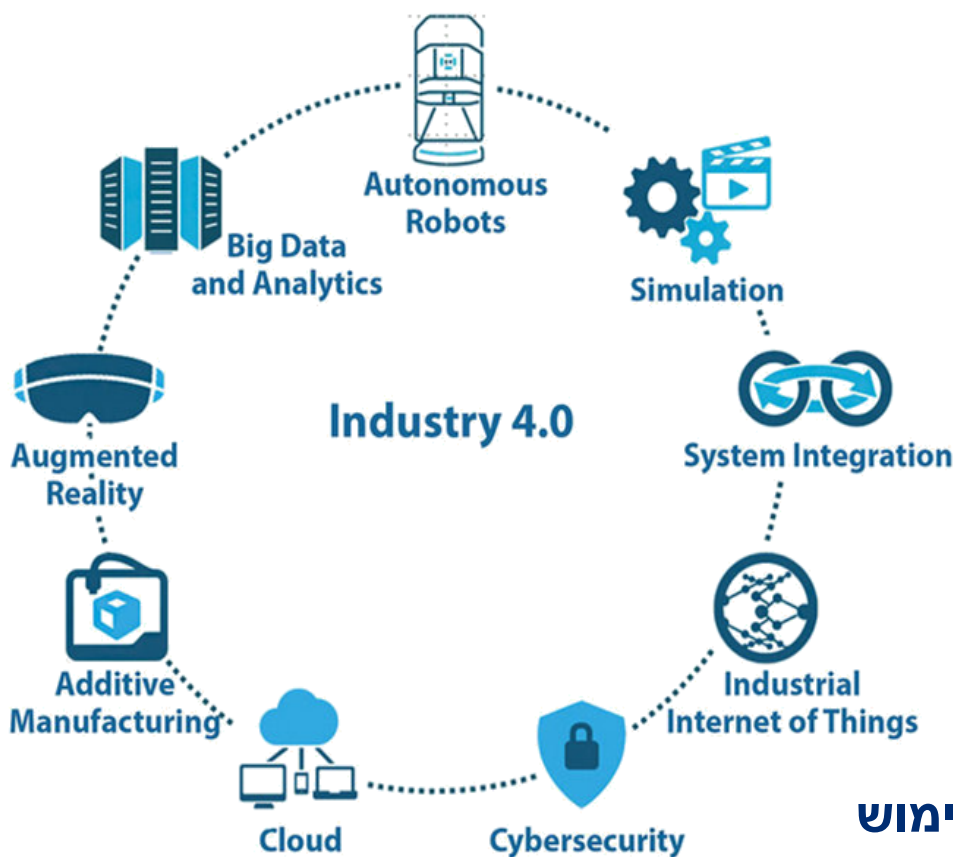 Autonomous
Robots
Simulation
System Integration
Industrial
Internet of Things
Cybersecurity
Cloud
Additive
Manufacturing
Augmented
Reality
Big Data
and Analytics
Industry 4.0
ימוש